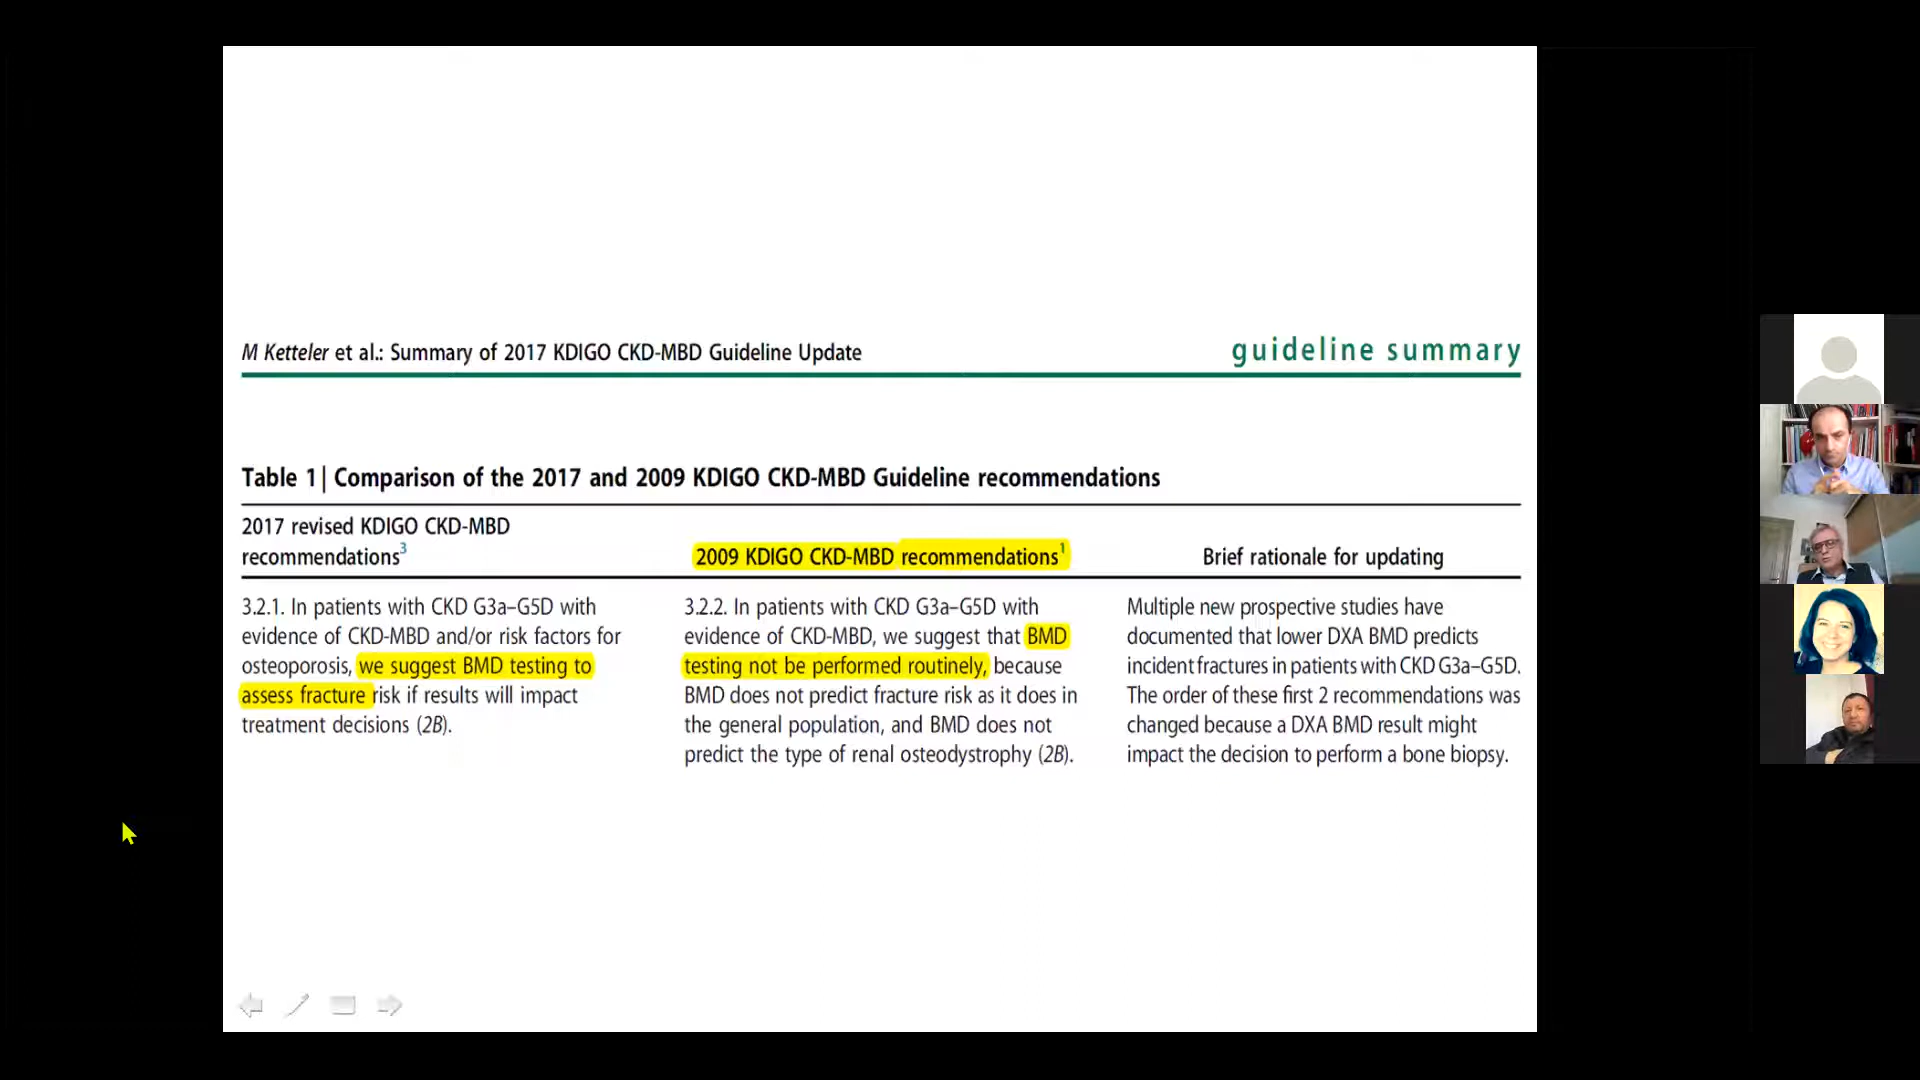 M Ketteler et al.: Summary of 2017 KDIGO CKD-MBD Guideline Update
guideline summary
Table 1| Comparison of the 2017 and 2009 KDIGO CKD-MBD Guideline recommendations
2017 revised KDIGO CKD-MBD
recommendations3
2009 KDIGO CKD-MBD recommendations1
Brief rationale for updating
3.2.1. In patients with CKD G3a–G5D with
evidence of CKD-MBD and/or risk factors for
osteoporosis, we suggest BMD testing to
assess fracture risk if results will impact
treatment decisions (2B).
3.2.2. In patients with CKD G3a–G5D with
evidence of CKD-MBD, we suggest that BMD
testing not be performed routinely, because
BMD does not predict fracture risk as it does in
the general population, and BMD does not
predict the type of renal osteodystrophy (2B).
Multiple new prospective studies have
documented that lower DXA BMD predicts
incident fractures in patients with CKD G3a–G5D.
The order of these first 2 recommendations was
changed because a DXA BMD result might
impact the decision to perform a bone biopsy.